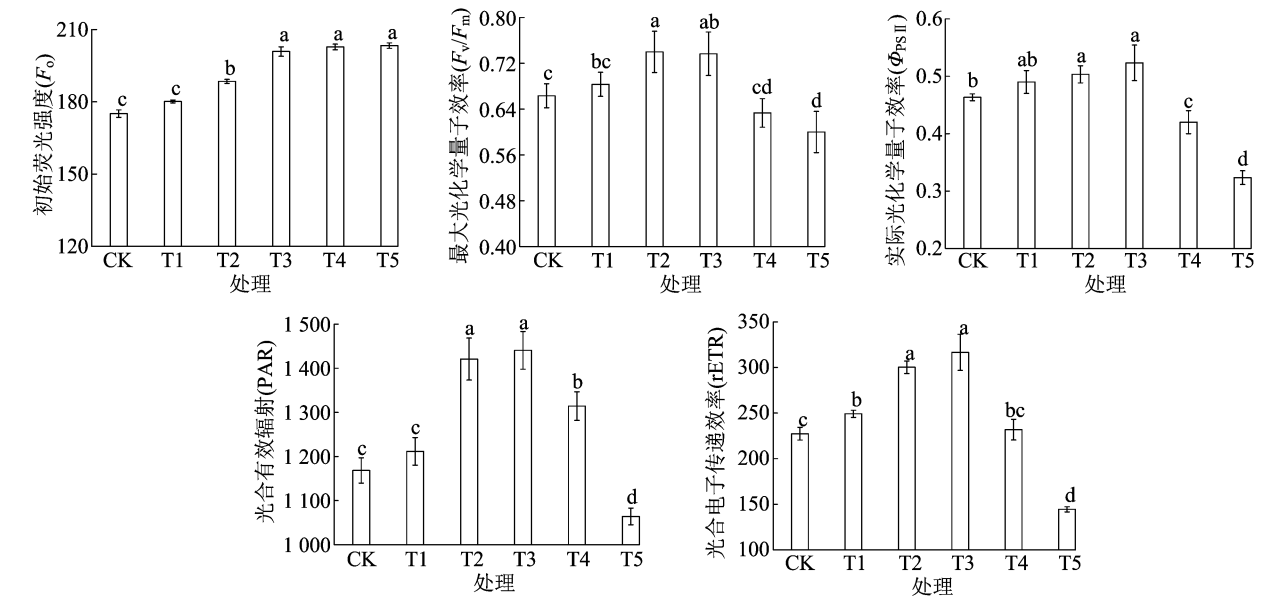 初始荧光强度(Fo)
210
180
150
120
c
c
b
a
a
a
CK T1 T2 T3 T4 T5
处理
最大光化学量子效率(Fv/Fm)
0.80
0.72
0.64
0.56
0.48
0.40
c
bc
a
ab
cd
d
CK T1 T2 T3 T4 T5
处理
实际光化学量子效率(ΦPSⅡ)
0.6
0.5
0.4
0.3
0.2
b
ab
a
a
c
d
CK T1 T2 T3 T4 T5
处理
光合有效辐射(PAR)
1 500
1 400
1 300
1 200
1 100
1 000
c
c
a
a
b
d
CK T1 T2 T3 T4 T5
处理
光合电子传递效率(rETR)
350
300
250
200
150
100
c
b
a
a
bc
d
CK T1 T2 T3 T4 T5
处理